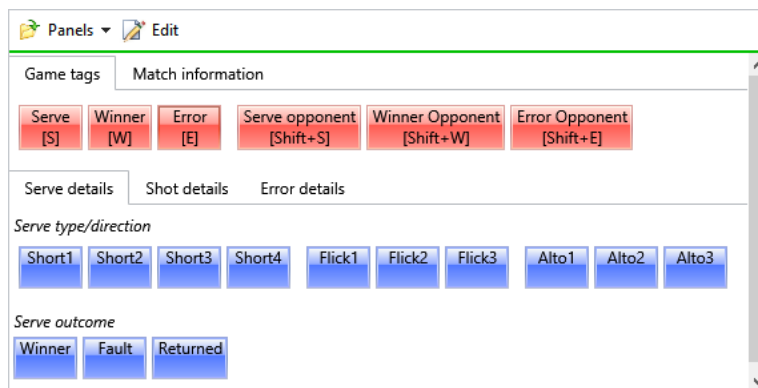 Panels Edit
Game tags Match information
Serve Winner Error Serve opponent Winner Opponent Error Opponent
[S] [W] [E] [Shift+S] [Shift+W] [Shift+E]
Serve details Shot details Error details
Serve type/direction
Short1 Short2 Short3 Short4 Flick1 Flick2 Flick3 Alto1 Alto2 Alto3
Serve outcome
Winner Fault Returned